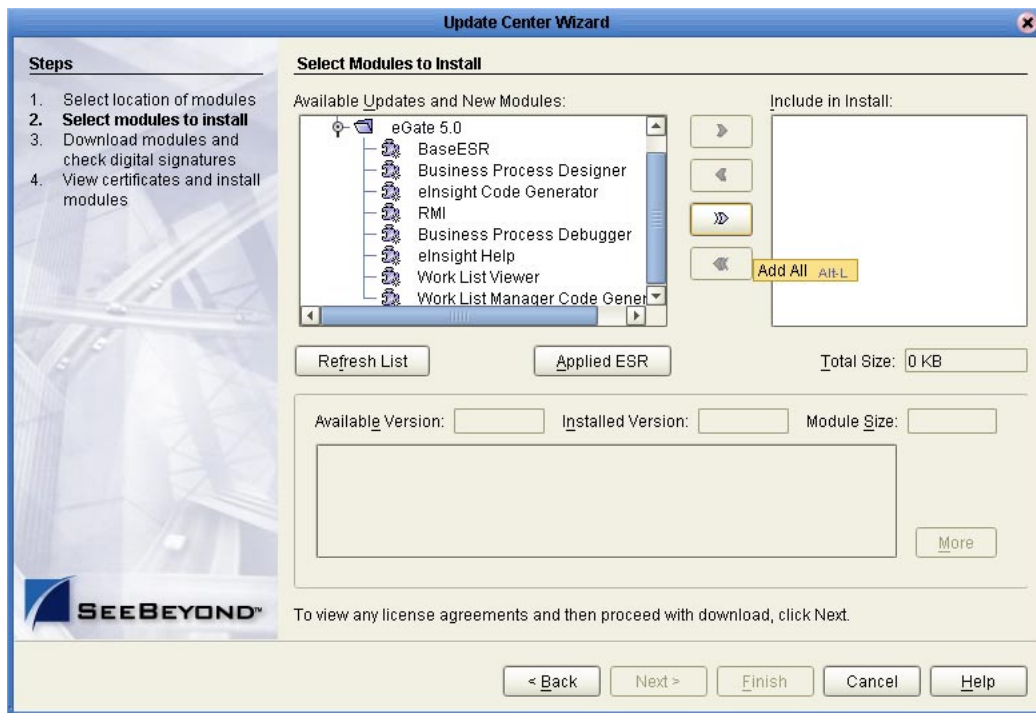 Update Center Wizard
Steps
1. Select location of modules
2. Select modules to install
3. Download modules and
check digital signatures
4. View certificates and install
modules
Select Modules to Install
Available Updates and New Modules:
eGate 5.0
BaseESR
Business Process Designer
eInsight Code Generator
RMI
Business Process Debugger
eInsight Help
Work List Viewer
Work List Manager Code Gener
Include in Install:
Add All Alt-L
Refresh List
Applied ESR
Total Size: 0 KB
Available Version:
Installed Version:
Module Size:
More
To view any license agreements and then proceed with download, click Next.
SEEBEYOND™
< Back
Next >
Finish
Cancel
Help